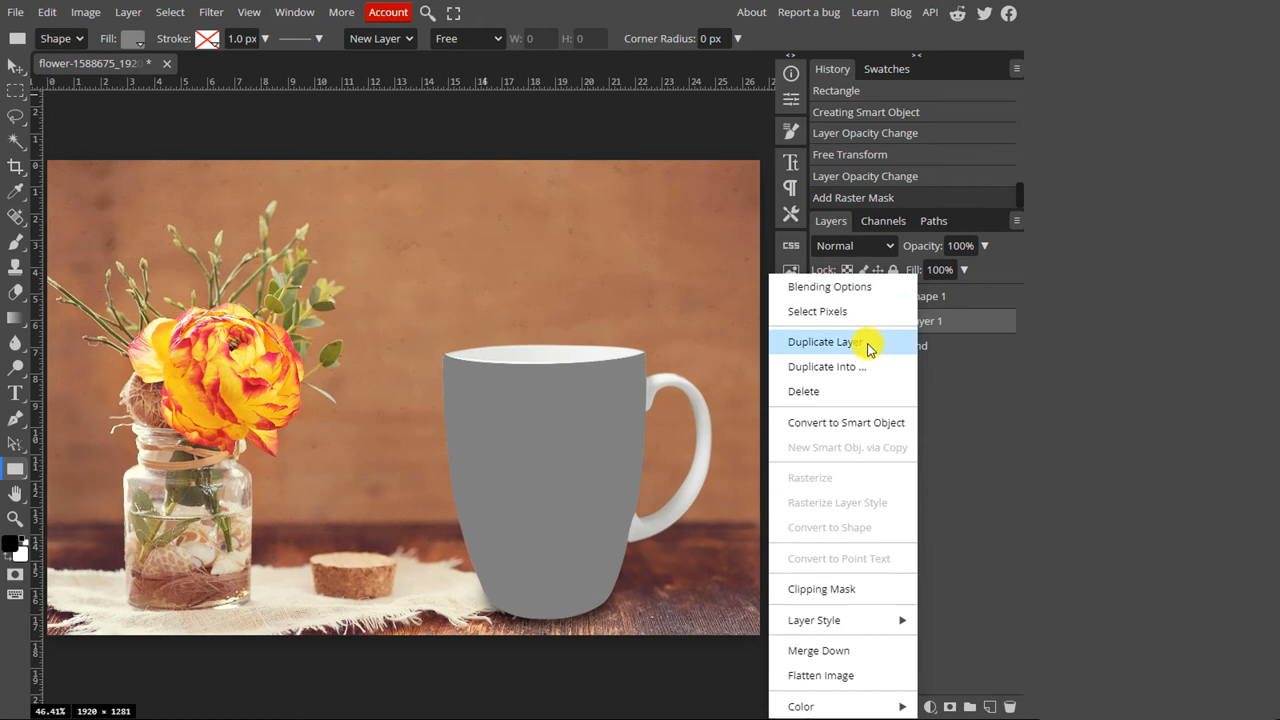 File Edit Image Layer Select Filter View Window More Account
About Report a bug Learn Blog API
Shape Fill: Stroke: 1.0 px New Layer Free W: 0 H: 0 Corner Radius: 0 px
flower-1588675_1920 *
History Swatches
Rectangle
Creating Smart Object
Layer Opacity Change
Free Transform
Layer Opacity Change
Add Raster Mask
Layers Channels Paths
Normal Opacity: 100%
Lock: Fill: 100%
CSS
Blending Options
Select Pixels
Duplicate Layer
Duplicate Into ...
Delete
Convert to Smart Object
New Smart Obj. via Copy
Rasterize
Rasterize Layer Style
Convert to Shape
Convert to Point Text
Clipping Mask
Layer Style
Merge Down
Flatten Image
Color
46.41% 1920 × 1281